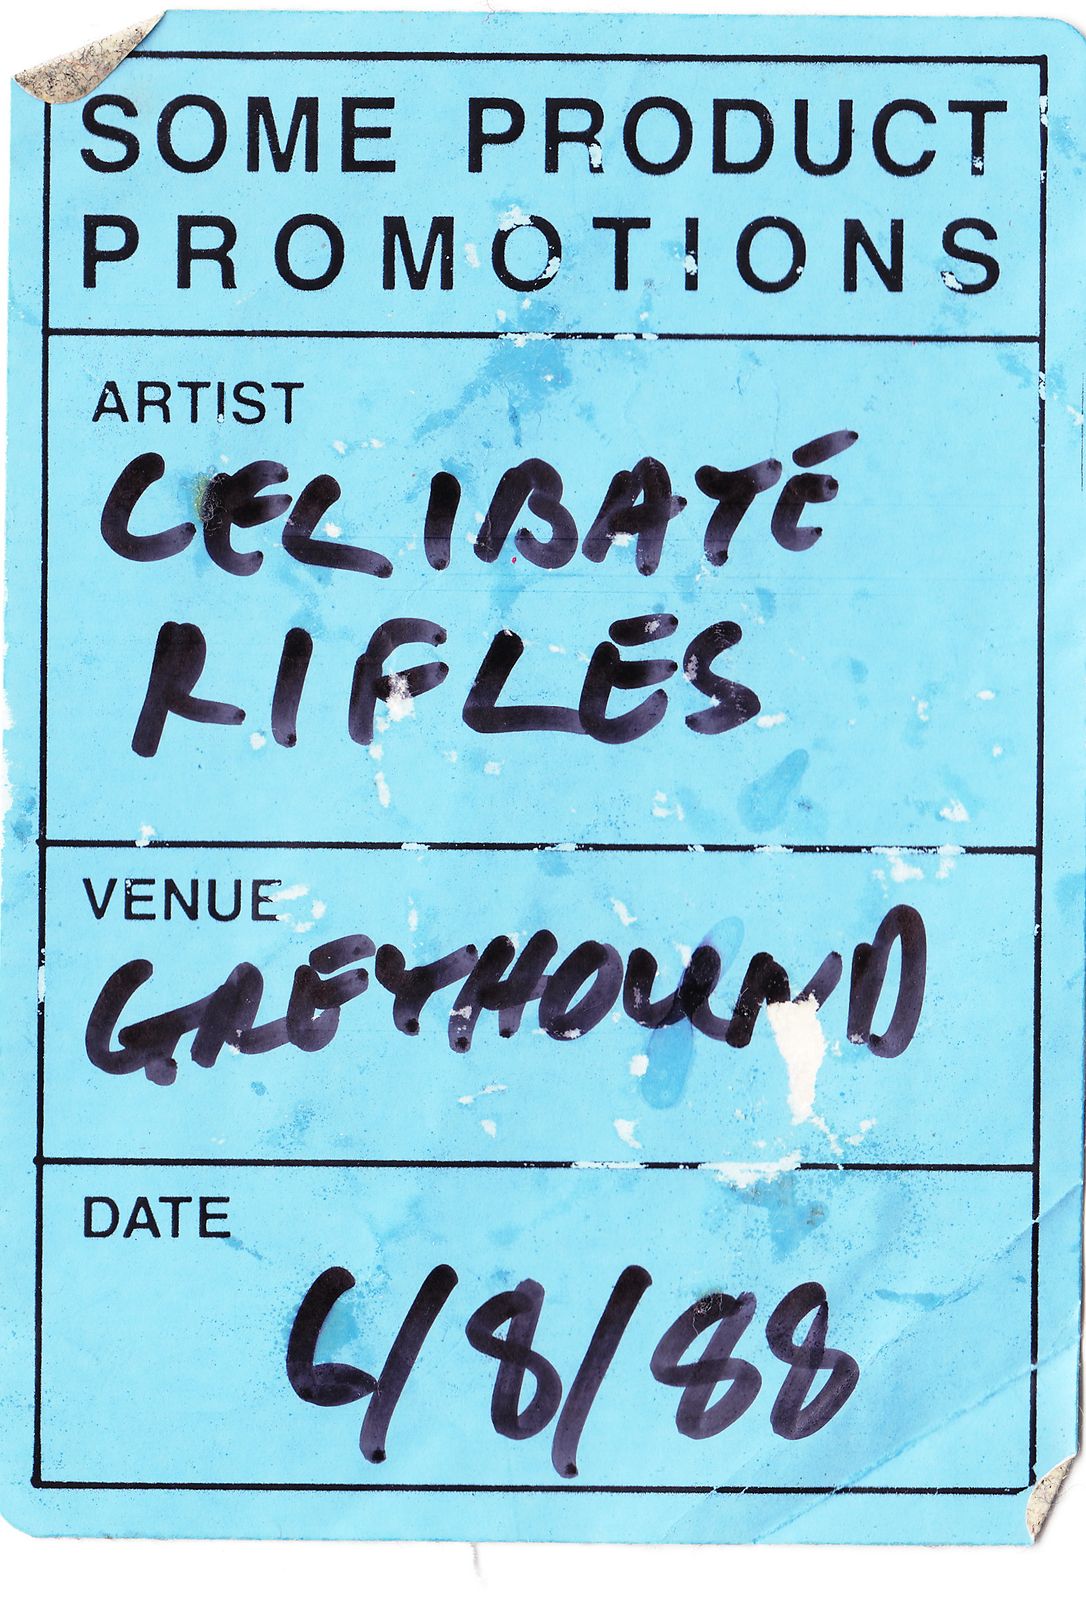 SOME PRODUCT
PROMOTIONS
ARTIST
CELIBATE
RIFLES
VENUE
GREYHOUND
DATE
6/8/88